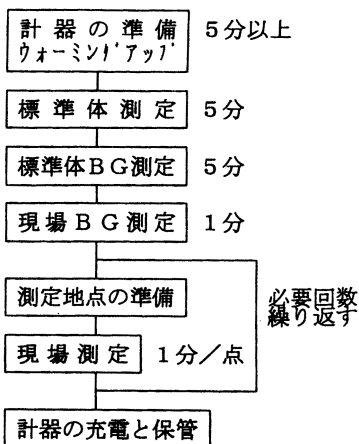 計器の準備 5分以上
ウォーミングアップ
標準体測定 5分
標準体BG測定 5分
現場BG測定 1分
測定地点の準備
必要回数
繰り返す
現場測定 1分/点
計器の充電と保管